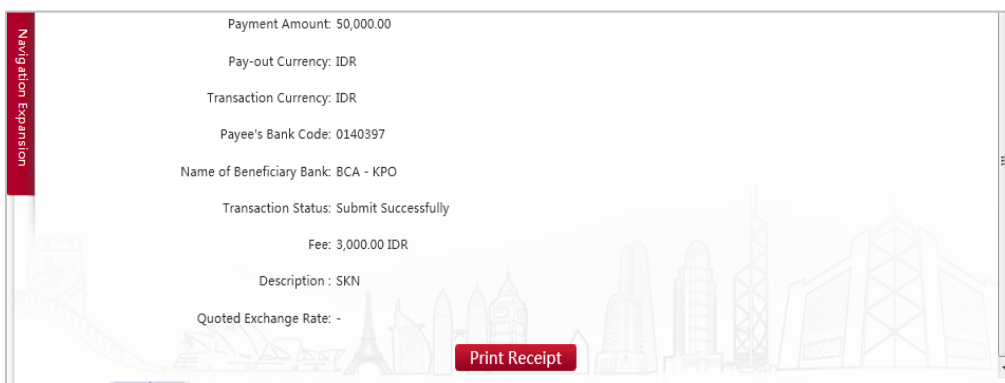 Navigation Expansion
Payment Amount: 50,000.00
Pay-out Currency: IDR
Transaction Currency: IDR
Payee's Bank Code: 0140397
Name of Beneficiary Bank: BCA - KPO
Transaction Status: Submit Successfully
Fee: 3,000.00 IDR
Description : SKN
Quoted Exchange Rate: -
Print Receipt